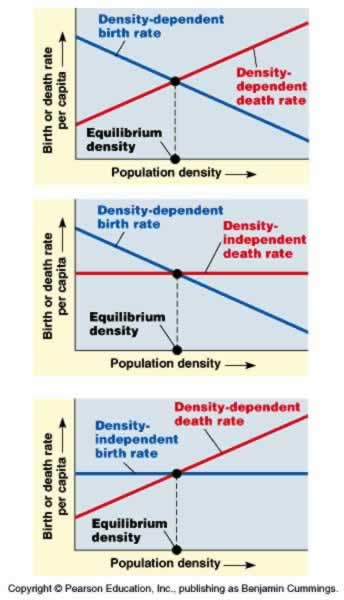 Density-dependent
birth rate
Density-
dependent
death rate
Equilibrium
density
Birth or death rate
per capita
Population density
Density-dependent
birth rate
Density-
independent
death rate
Equilibrium
density
Birth or death rate
per capita
Population density
Density-dependent
death rate
Density-
independent
birth rate
Equilibrium
density
Birth or death rate
per capita
Population density
Copyright © Pearson Education, Inc., publishing as Benjamin Cummings.